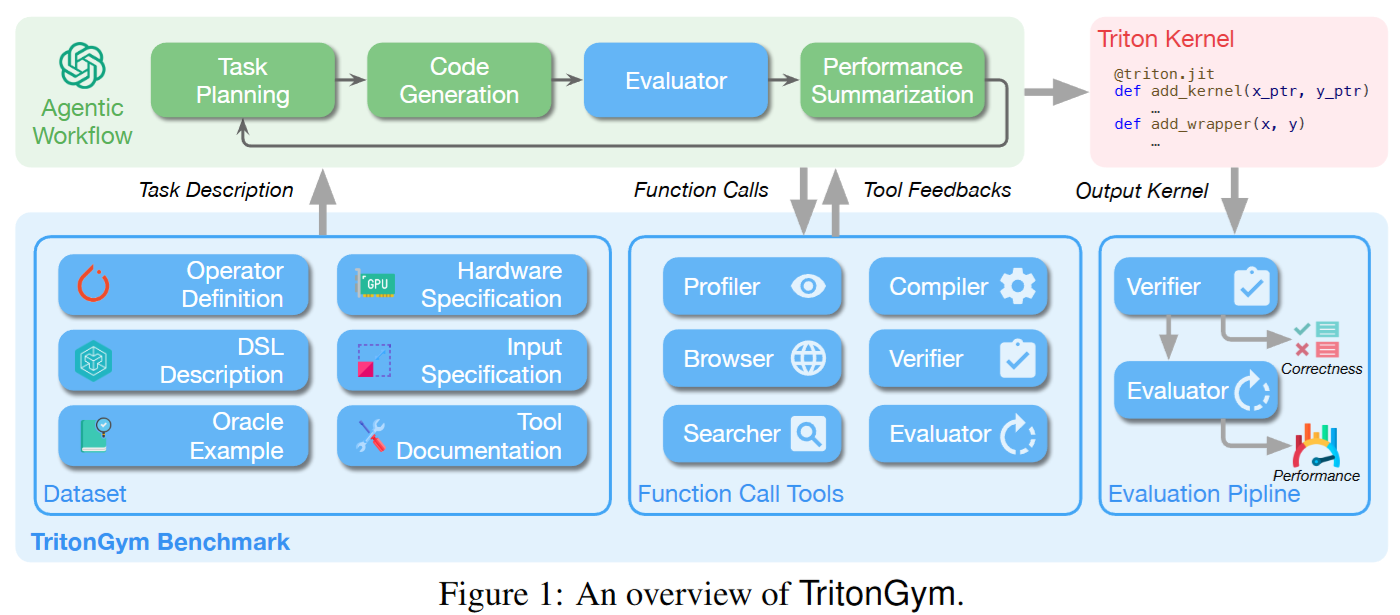 Agentic
Workflow
Task
Planning
Code
Generation
Evaluator
Performance
Summarization
Triton Kernel
@triton.jit
def add_kernel(x_ptr, y_ptr)
…
def add_wrapper(x, y)
…
Task Description
Function Calls
Tool Feedbacks
Output Kernel
Operator
Definition
GPU
Hardware
Specification
DSL
Description
Input
Specification
Oracle
Example
Tool
Documentation
Dataset
Profiler
Compiler
Browser
Verifier
Searcher
Evaluator
Function Call Tools
Verifier
Correctness
Evaluator
Performance
Evaluation Pipline
TritonGym Benchmark
Figure 1: An overview of TritonGym.